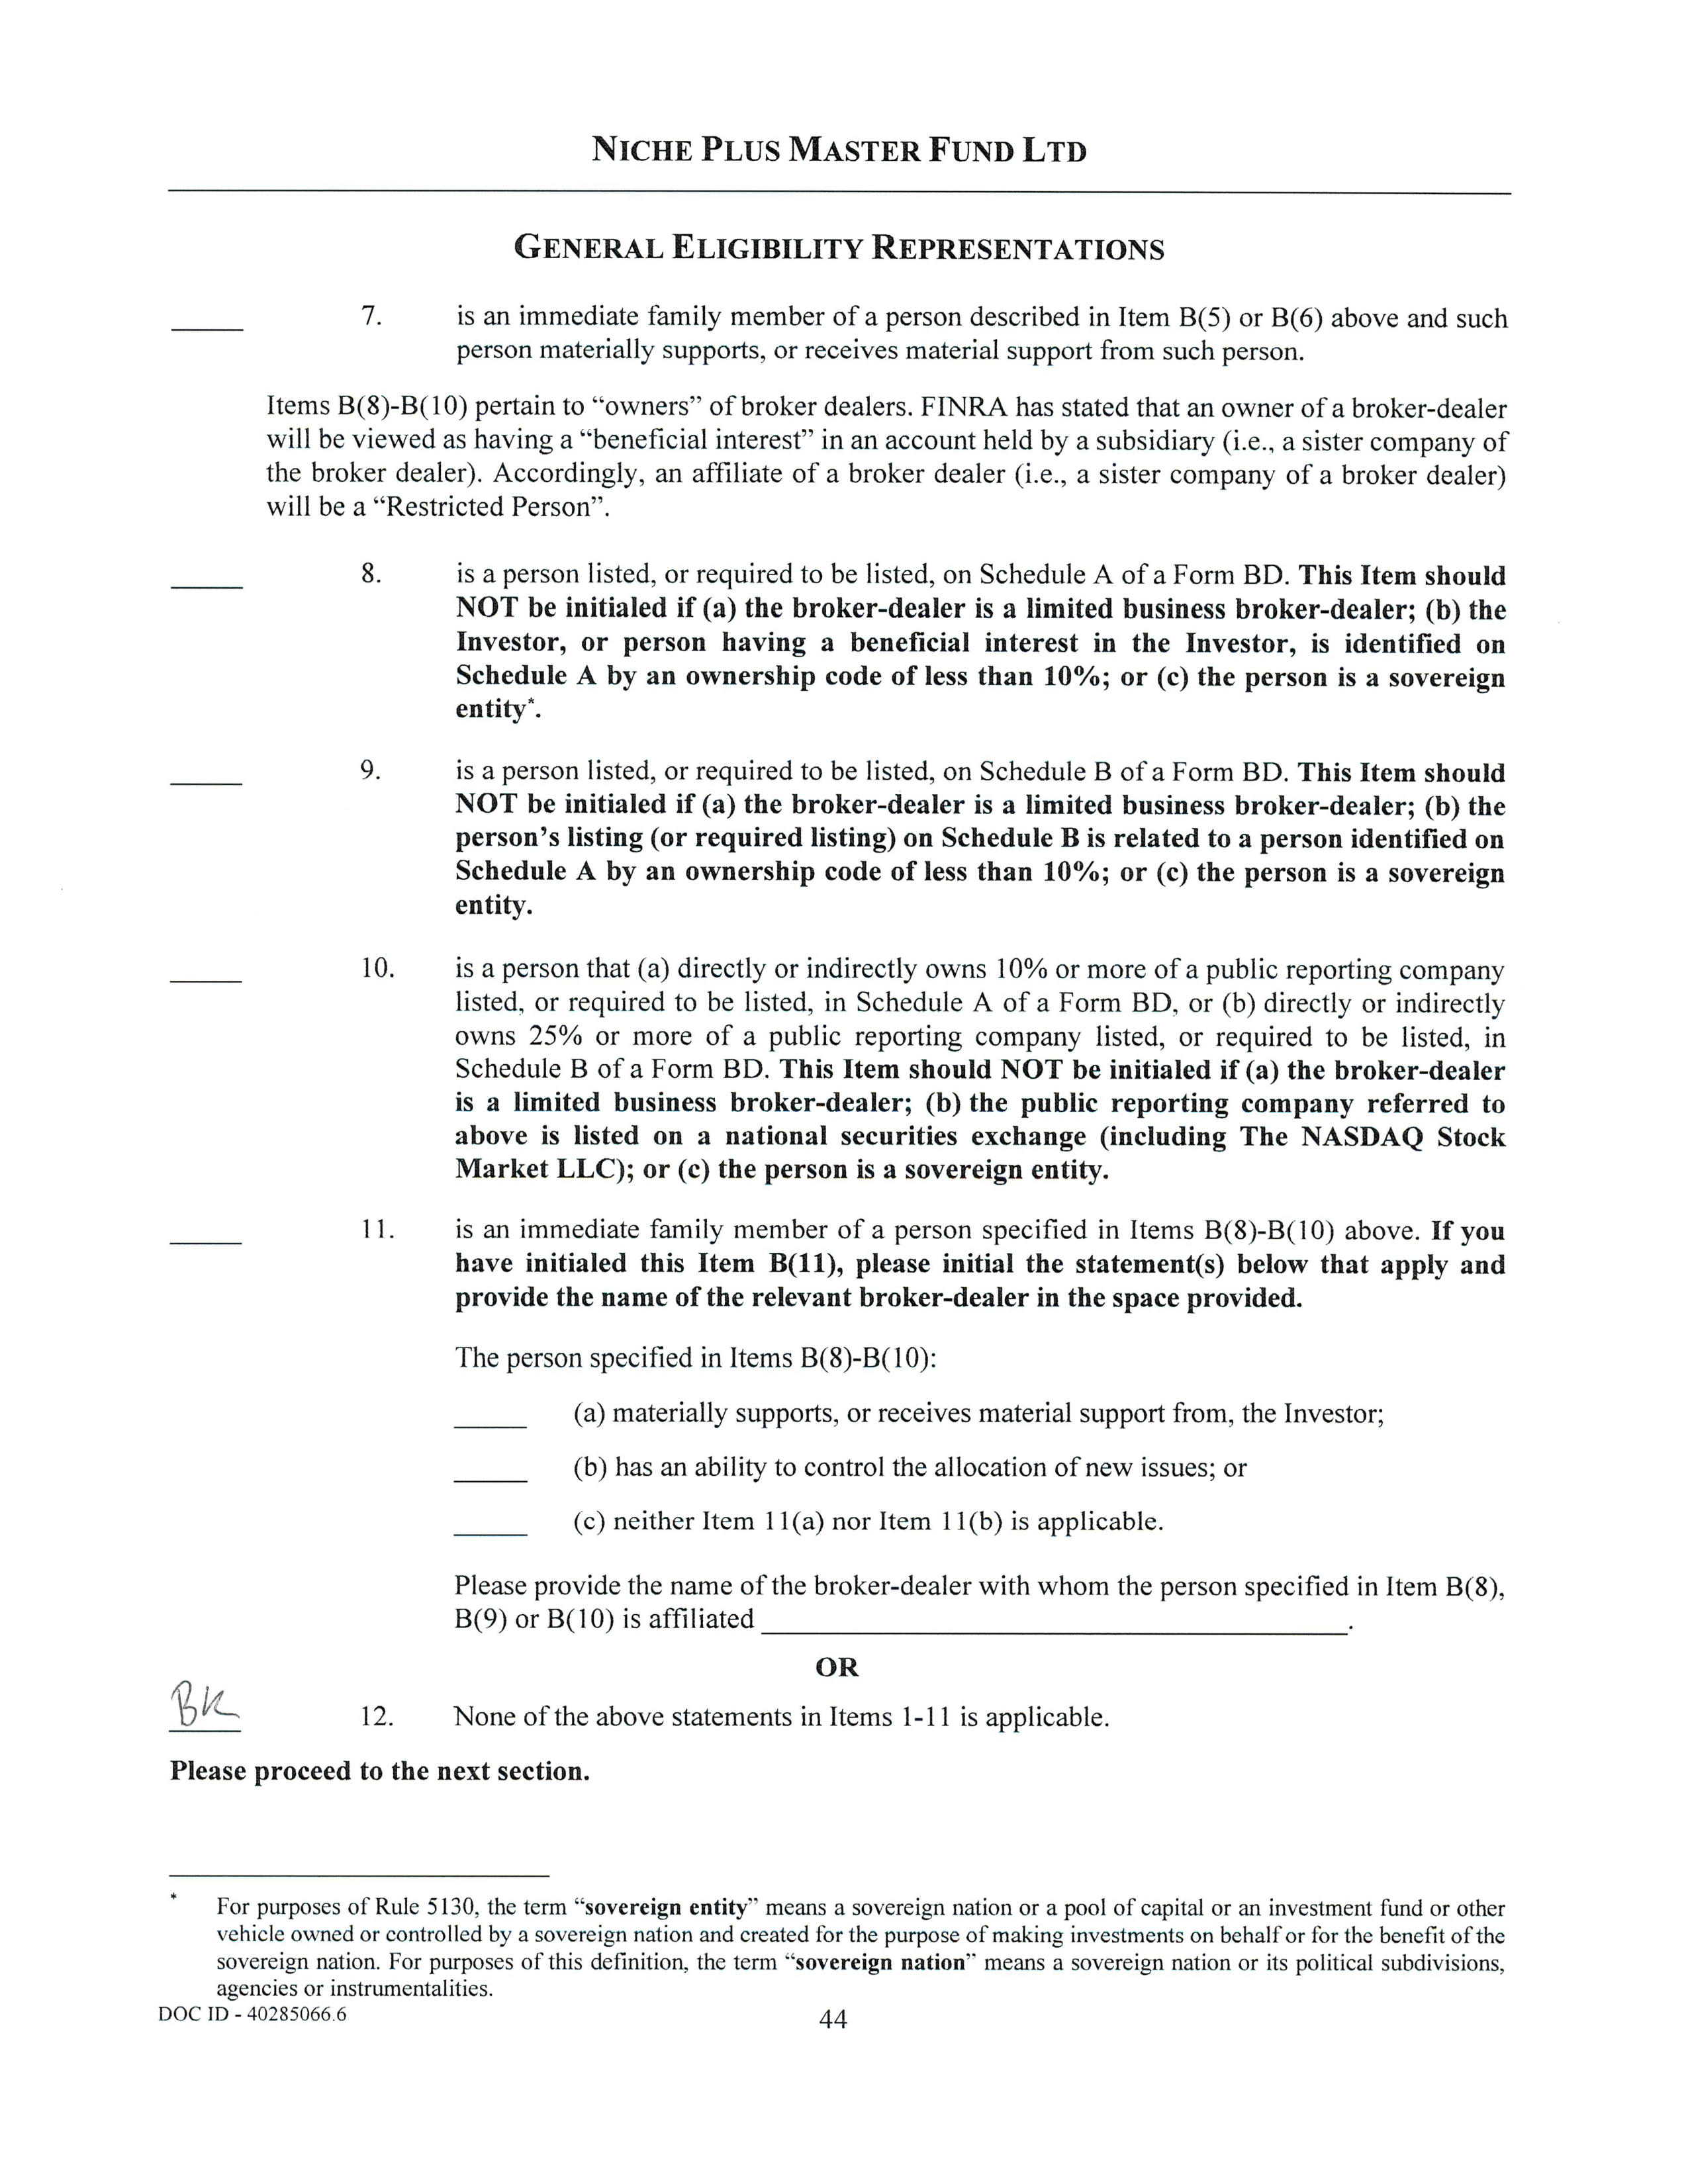 NICHE PLUS MASTER FUND LTD
GENERAL ELIGIBILITY REPRESENTATIONS
7. is an immediate family member of a person described in Item B(5) or B(6) above and such
person materially supports, or receives material support from such person.
Items B(8)-B(10) pertain to “owners” of broker dealers. FINRA has stated that an owner of a broker-dealer
will be viewed as having a “beneficial interest” in an account held by a subsidiary (i.e., a sister company of
the broker dealer). Accordingly, an affiliate of a broker dealer (i.e., a sister company of a broker dealer)
will be a “Restricted Person”.
8. is a person listed, or required to be listed, on Schedule A of a Form BD. This Item should
NOT be initialed if (a) the broker-dealer is a limited business broker-dealer; (b) the
Investor, or person having a beneficial interest in the Investor, is identified on
Schedule A by an ownership code of less than 10%; or (c) the person is a sovereign
entity*.
9. is a person listed, or required to be listed, on Schedule B of a Form BD. This Item should
NOT be initialed if (a) the broker-dealer is a limited business broker-dealer; (b) the
person’s listing (or required listing) on Schedule B is related to a person identified on
Schedule A by an ownership code of less than 10%; or (c) the person is a sovereign
entity.
10. is a person that (a) directly or indirectly owns 10% or more of a public reporting company
listed, or required to be listed, in Schedule A of a Form BD, or (b) directly or indirectly
owns 25% or more of a public reporting company listed, or required to be listed, in
Schedule B of a Form BD. This Item should NOT be initialed if (a) the broker-dealer
is a limited business broker-dealer; (b) the public reporting company referred to
above is listed on a national securities exchange (including The NASDAQ Stock
Market LLC); or (c) the person is a sovereign entity.
11. is an immediate family member of a person specified in Items B(8)-B(10) above. If you
have initialed this Item B(11), please initial the statement(s) below that apply and
provide the name of the relevant broker-dealer in the space provided.
The person specified in Items B(8)-B(10):
(a) materially supports, or receives material support from, the Investor;
(b) has an ability to control the allocation of new issues; or
(c) neither Item 11(a) nor Item 11(b) is applicable.
Please provide the name of the broker-dealer with whom the person specified in Item B(8),
B(9) or B(10) is affiliated ______.
OR
BK 12. None of the above statements in Items 1-11 is applicable.
Please proceed to the next section.
* For purposes of Rule 5130, the term “sovereign entity” means a sovereign nation or a pool of capital or an investment fund or other
vehicle owned or controlled by a sovereign nation and created for the purpose of making investments on behalf or for the benefit of the
sovereign nation. For purposes of this definition, the term “sovereign nation” means a sovereign nation or its political subdivisions,
agencies or instrumentalities.
DOC ID - 40285066.6
44